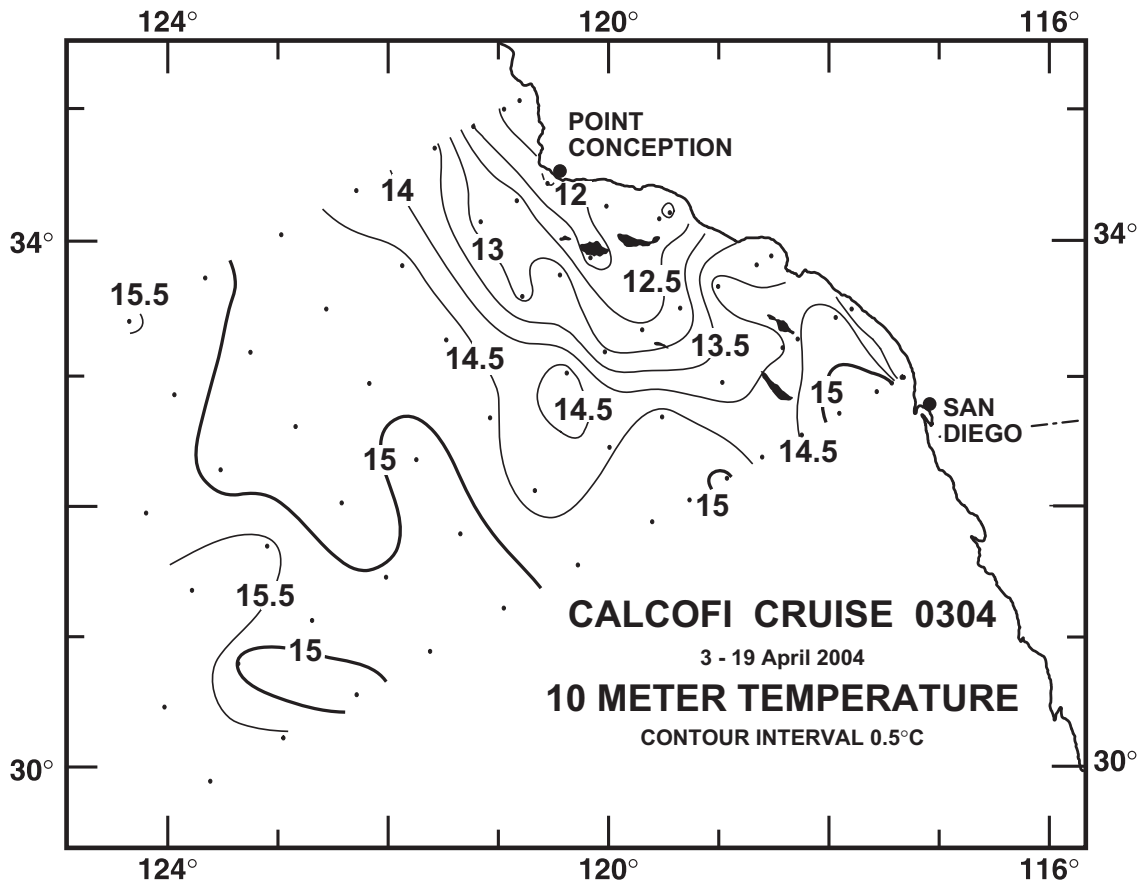 124° 120° 116°
POINT
CONCEPTION
14
12
34° 34°
13
12.5
15.5
13.5
14.5
15
14.5
SAN
DIEGO
14.5
15
15
15.5
CALCOFI CRUISE 0304
15
3 - 19 April 2004
10 METER TEMPERATURE
CONTOUR INTERVAL 0.5°C
30° 30°
124° 120° 116°